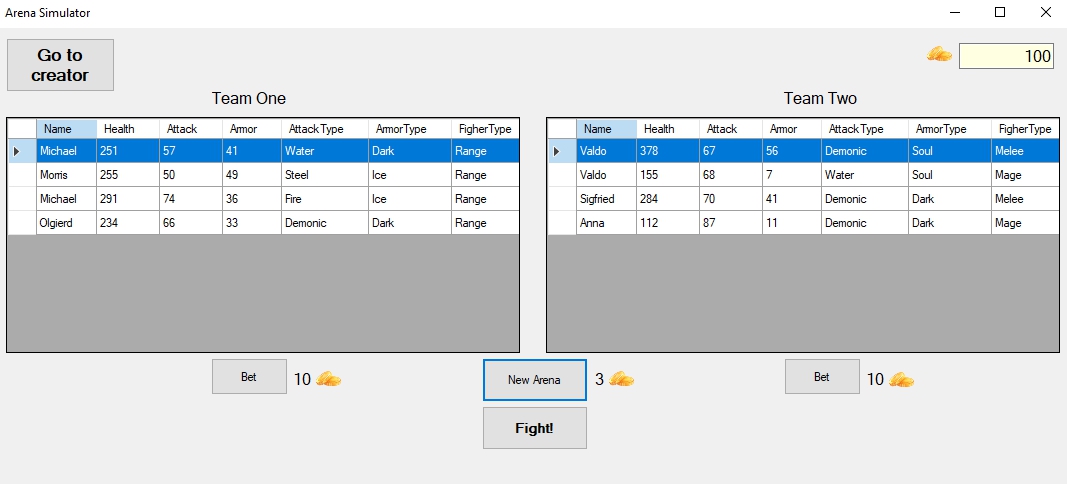 Arena Simulator
Go to
creator
100
Team One
Team Two
Name Health Attack Armor AttackType ArmorType FigherType
Michael 251 57 41 Water Dark Range
Morris 255 50 49 Steel Ice Range
Michael 291 74 36 Fire Ice Range
Olgierd 234 66 33 Demonic Dark Range
Name Health Attack Armor AttackType ArmorType FigherType
Valdo 378 67 56 Demonic Soul Melee
Valdo 155 68 7 Water Soul Mage
Sigfried 284 70 41 Demonic Dark Melee
Anna 112 87 11 Demonic Dark Mage
Bet 10
New Arena 3
Bet 10
Fight!